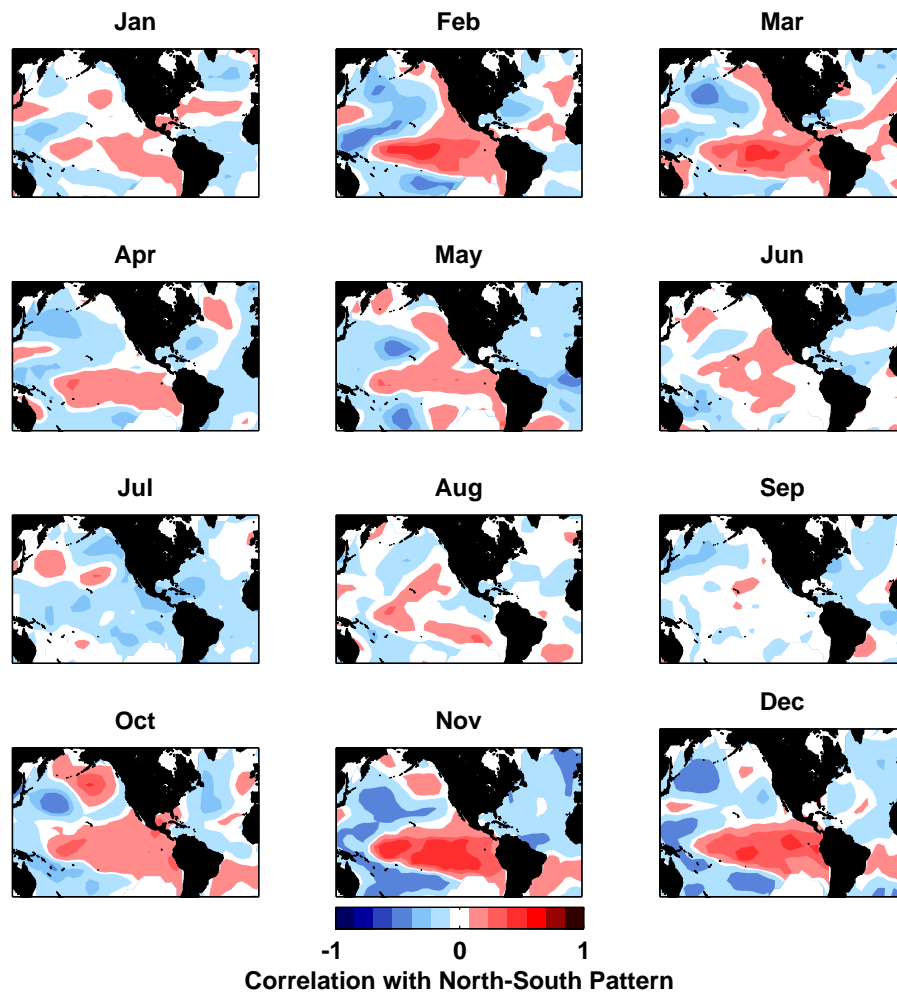 Jan Feb Mar
Apr May Jun
Jul Aug Sep
Oct Nov Dec
-1 0 1
Correlation with North-South Pattern